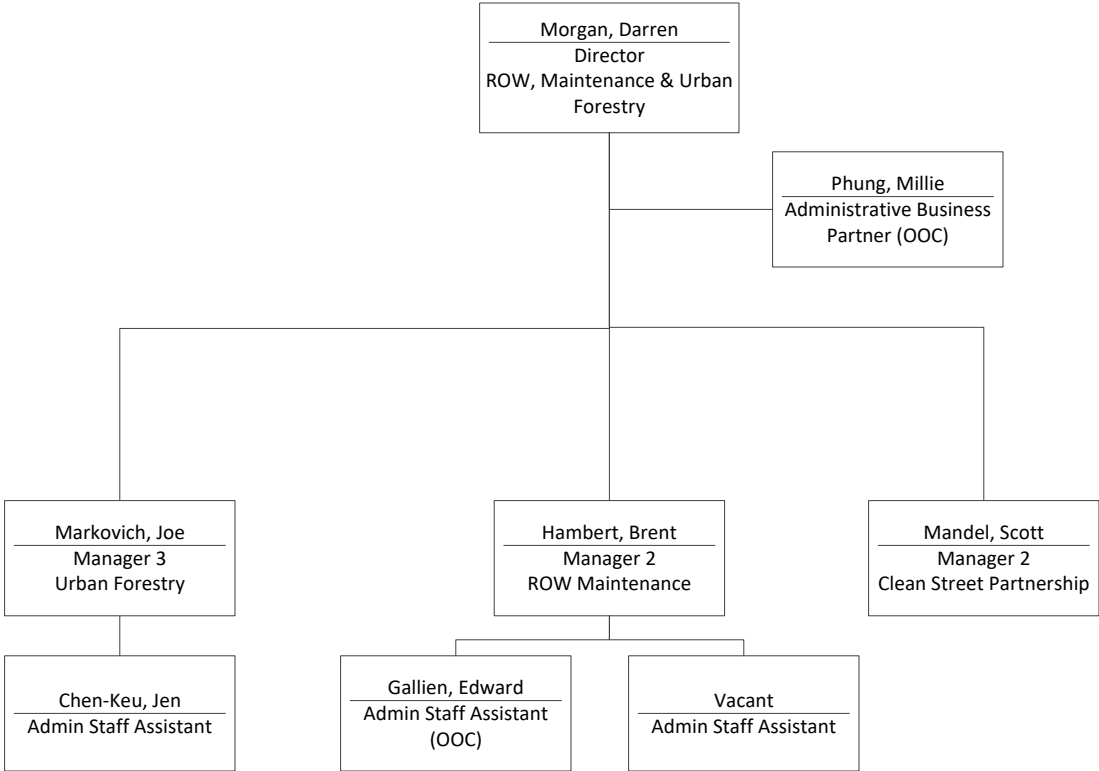 Morgan, Darren
Director
ROW, Maintenance & Urban
Forestry
Phung, Millie
Administrative Business
Partner (OOC)
Markovich, Joe
Manager 3
Urban Forestry
Hambert, Brent
Manager 2
ROW Maintenance
Mandel, Scott
Manager 2
Clean Street Partnership
Chen-Keu, Jen
Admin Staff Assistant
Gallien, Edward
Admin Staff Assistant
(OOC)
Vacant
Admin Staff Assistant